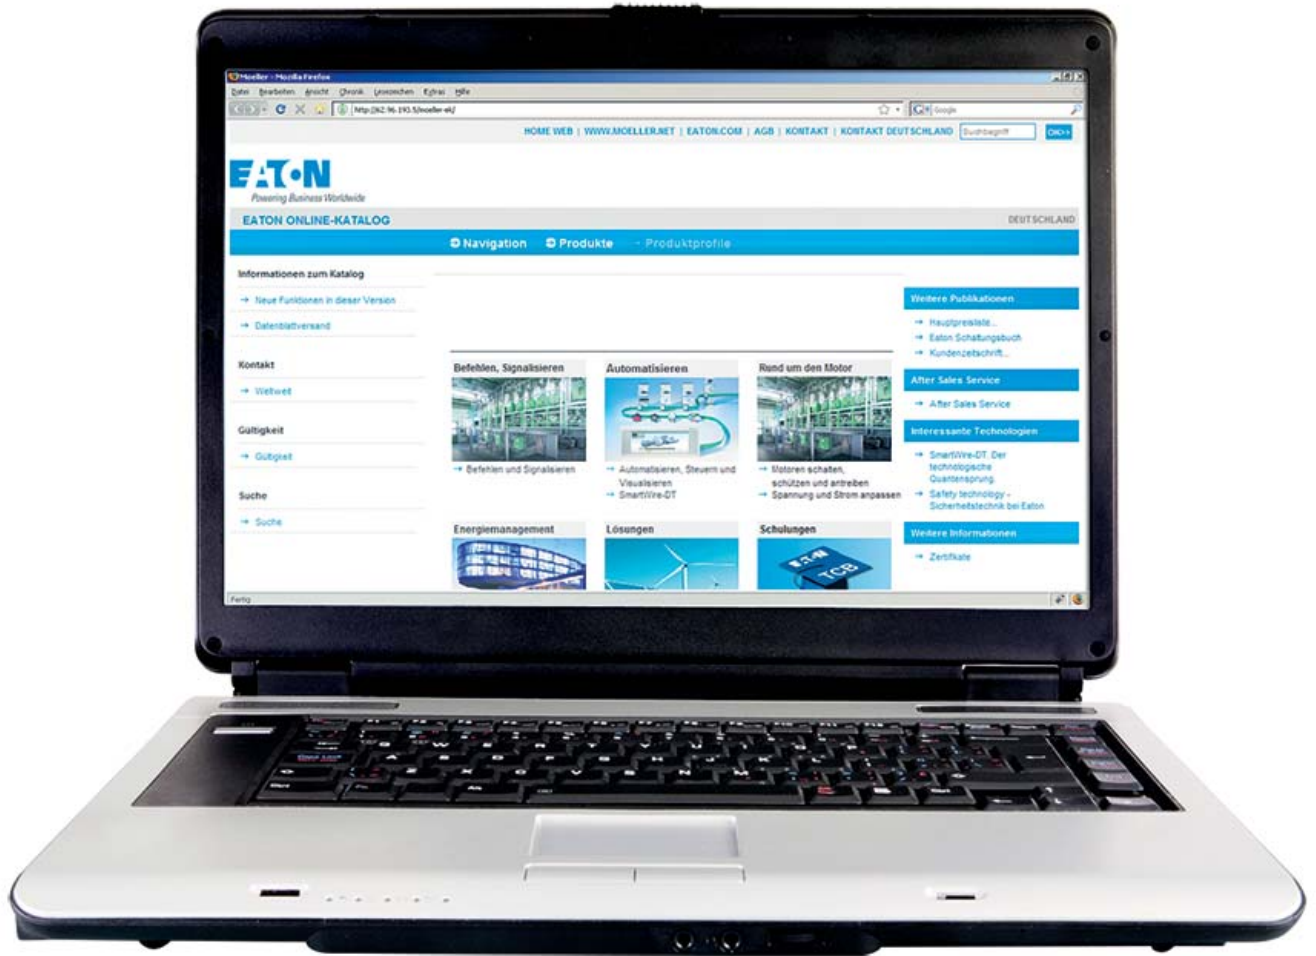 Moeller - Mozilla Firefox
Datei Bearbeiten Ansicht Chronik Lesezeichen Extras Hilfe
Google
HOME WEB | WWW.MOELLER.NET | EATON.COM | AGB | KONTAKT | KONTAKT DEUTSCHLAND Suchbegriff OK>>
EATON
Powering Business Worldwide
EATON ONLINE-KATALOG
DEUTSCHLAND
Navigation Produkte Produktprofile
Informationen zum Katalog
→ Neue Funktionen in dieser Version
→ Datenblattversand
Kontakt
→ Weltweit
Gültigkeit
→ Gültigkeit
Suche
→ Suche
Befehlen, Signalisieren
→ Befehlen und Signalisieren
Automatisieren
→ Automatisieren, Steuern und
Visualisieren
→ SmartWire-DT
Rund um den Motor
→ Motoren schalten,
schützen und antreiben
→ Spannung und Strom anpassen
Energiemanagement
Lösungen
Schulungen
EATON
TCB
Weitere Publikationen
→ Hauptpreisliste...
→ Eaton Schaltungsbuch
→ Kundenzeitschrift...
After Sales Service
→ After Sales Service
Interessante Technologien
→ SmartWire-DT. Der
technologische
Quantensprung.
→ Safety technology -
Sicherheitstechnik bei Eaton
Weitere Informationen
→ Zertifikate
Fertig